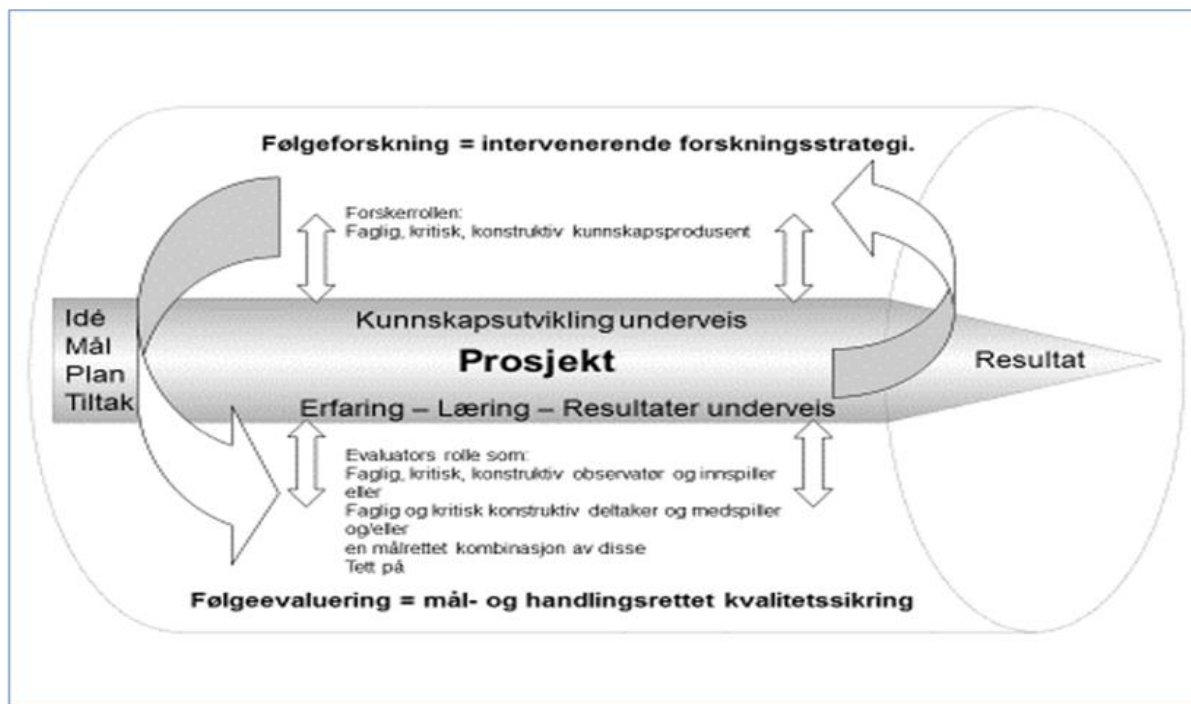 Følgeforskning = intervenerende forskningsstrategi.
Forskerrollen:
Faglig, kritisk, konstruktiv kunnskapsprodusent
Idé
Mål
Plan
Tiltak
Kunnskapsutvikling underveis
Prosjekt
Erfaring – Læring – Resultater underveis
Resultat
Evaluators rolle som:
Faglig, kritisk, konstruktiv observatør og innspiller
eller
Faglig og kritisk konstruktiv deltaker og medspiller
og/eller
en målrettet kombinasjon av disse
Tett på
Følgeevaluering = mål- og handlingsrettet kvalitetssikring